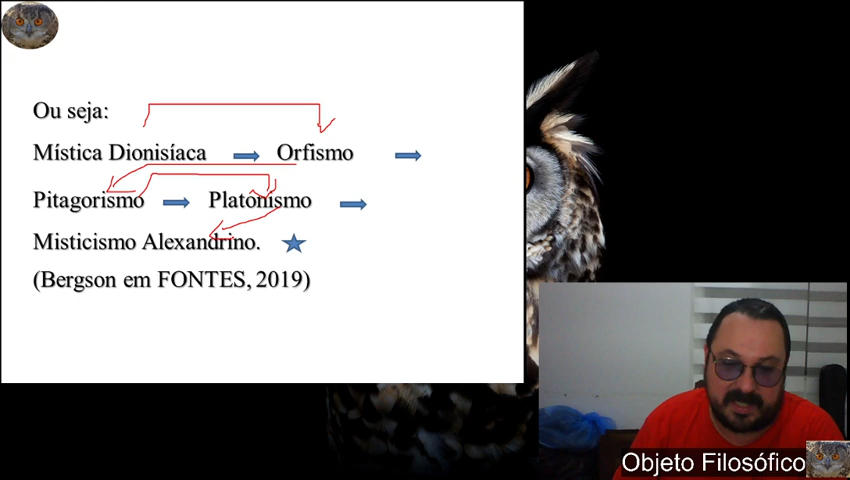 Ou seja:
Mística Dionisíaca Orfismo
Pitagorismo Platonismo
Misticismo Alexandrino.
(Bergson em FONTES, 2019)
Objeto Filosófico